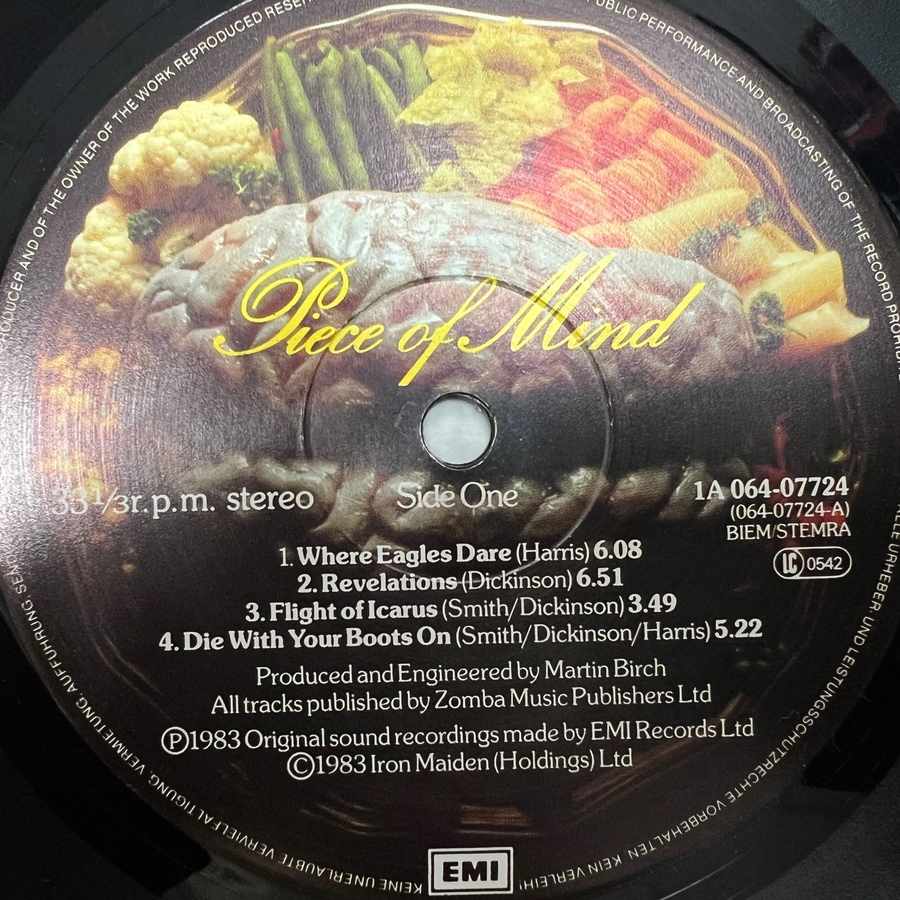 PRODUCER AND OF THE OWNER OF THE WORK REPRODUCED
PUBLIC PERFORMANCE AND BROADCASTING OF THE RECORD
Piece of Mind
33 1/3 r.p.m. stereo
Side One
1A 064-07724
(064-07724-A)
BIEM/STEMRA
LC 0542
1. Where Eagles Dare (Harris) 6.08
2. Revelations (Dickinson) 6.51
3. Flight of Icarus (Smith/Dickinson) 3.49
4. Die With Your Boots On (Smith/Dickinson/Harris) 5.22
Produced and Engineered by Martin Birch
All tracks published by Zomba Music Publishers Ltd
Ⓟ1983 Original sound recordings made by EMI Records Ltd
©1983 Iron Maiden (Holdings) Ltd
ALLE URHEBER- UND LEISTUNGSSCHUTZRECHTE VORBEHALTEN KEIN VERLEIH!
KEINE UNERLAUBTE VERVIELFÄLTIGUNG, VERMIETUNG, AUFFÜHRUNG,
EMI